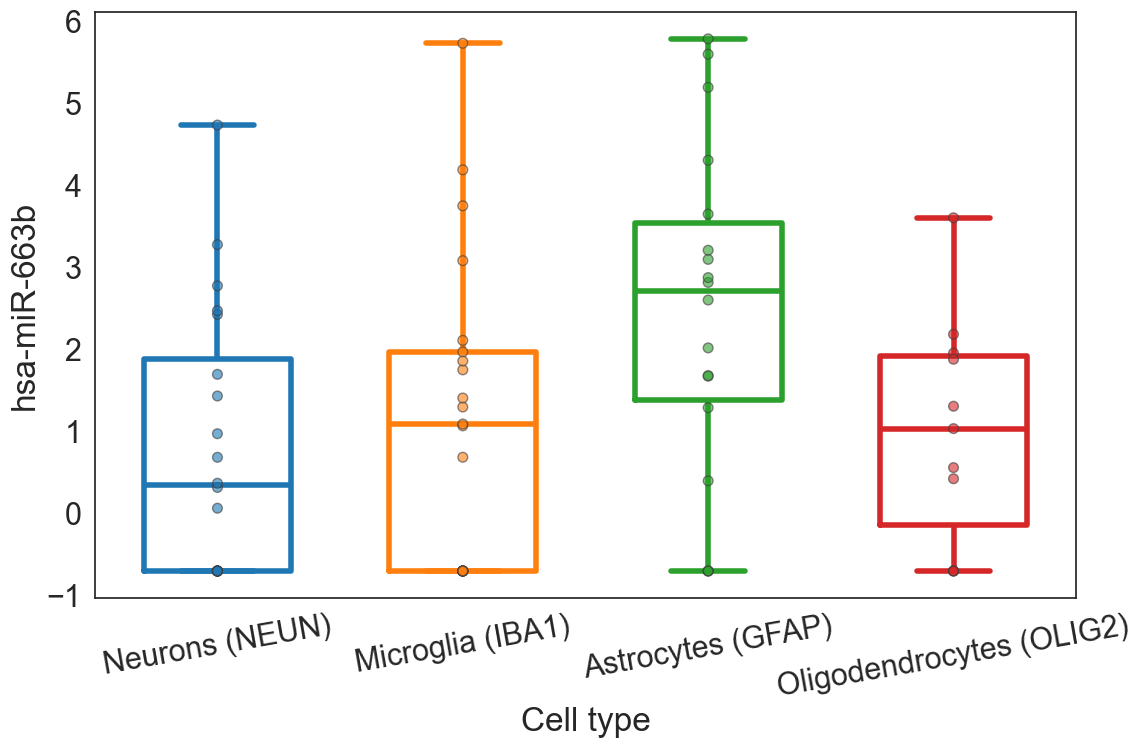 6
5
4
3
2
1
0
−1
hsa-miR-663b
Neurons (NEUN)
Microglia (IBA1)
Astrocytes (GFAP)
Oligodendrocytes (OLIG2)
Cell type